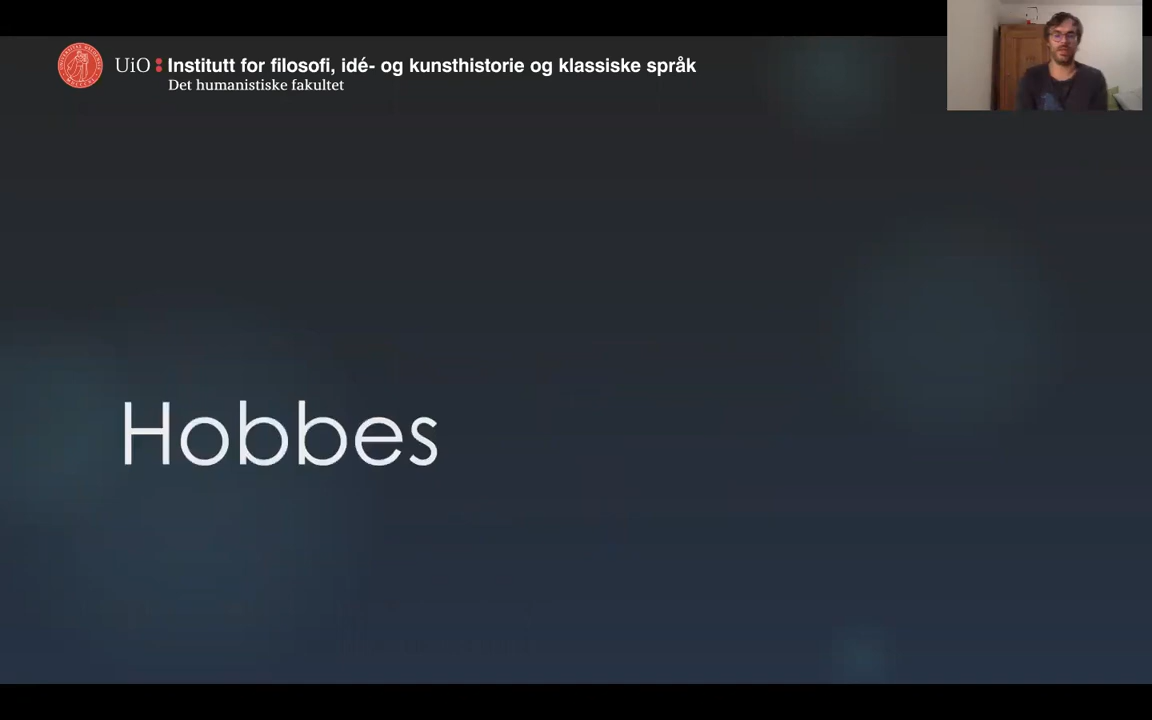 UiO : Institutt for filosofi, idé- og kunsthistorie og klassiske språk
Det humanistiske fakultet
Hobbes